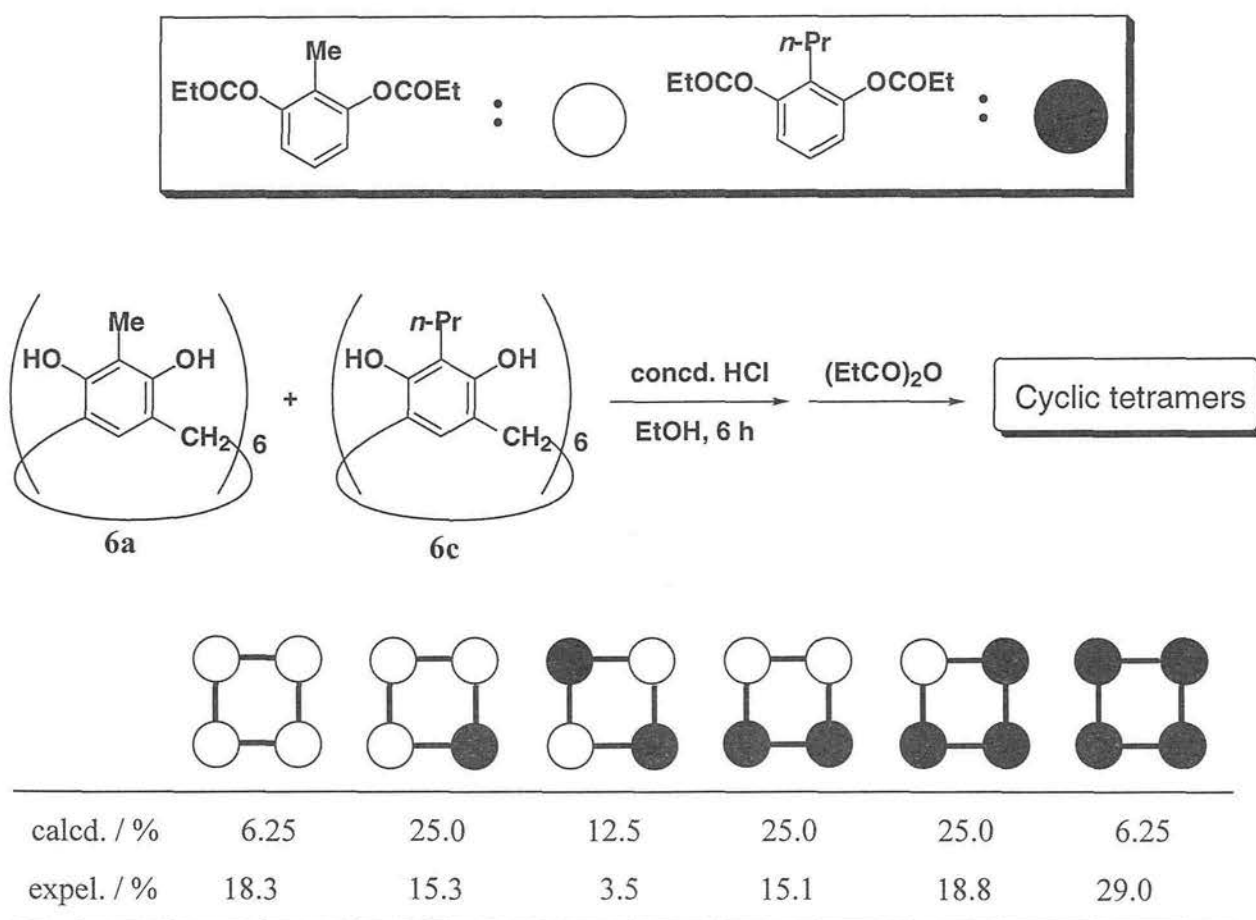 Me n-Pr
EtOCO OCOEt : EtOCO OCOEt :
Me n-Pr
HO OH HO OH concd. HCl (EtCO)2O Cyclic tetramers
+ EtOH, 6 h
CH2 6 CH2 6
6a 6c
calcd. / % 6.25 25.0 12.5 25.0 25.0 6.25
expel. / % 18.3 15.3 3.5 15.1 18.8 29.0